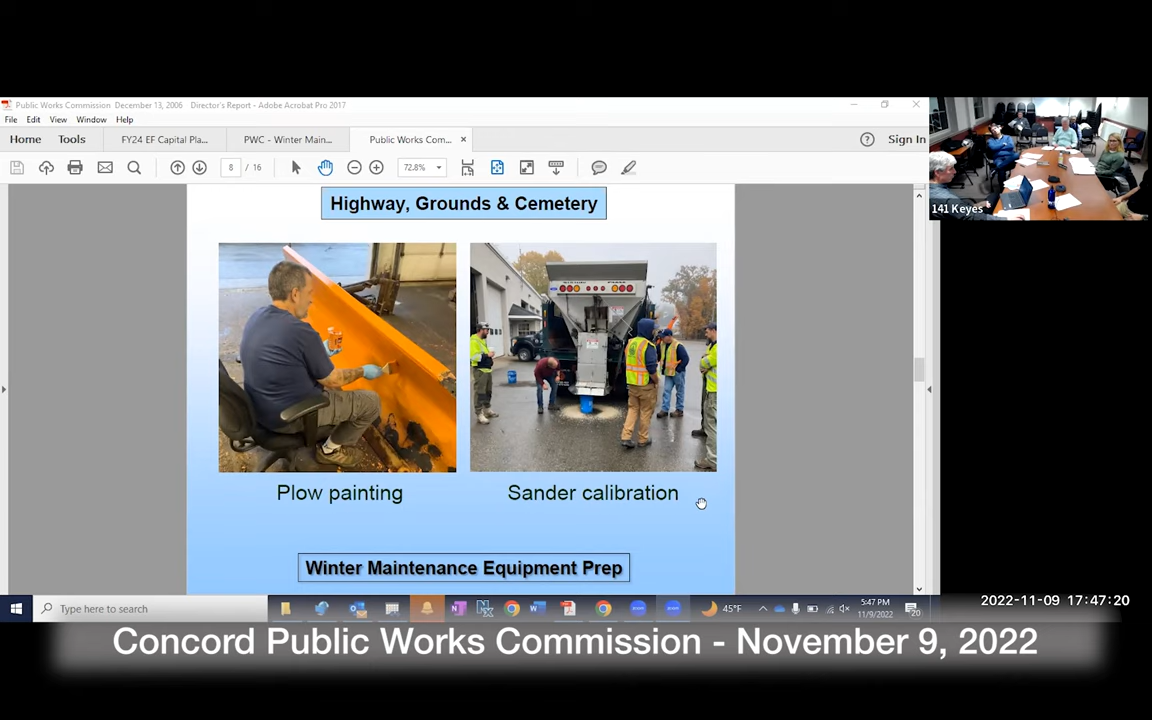 Public Works Commission December 13, 2006 Director's Report - Adobe Acrobat Pro 2017
File Edit View Window Help
Home Tools FY24 EF Capital Pla... PWC - Winter Main... Public Works Com... × Sign In
8 / 16 72.8%
141 Keyes
Highway, Grounds & Cemetery
Plow painting Sander calibration
Winter Maintenance Equipment Prep
Type here to search 45°F 5:47 PM
11/9/2022 20
2022-11-09 17:47:20
Concord Public Works Commission - November 9, 2022